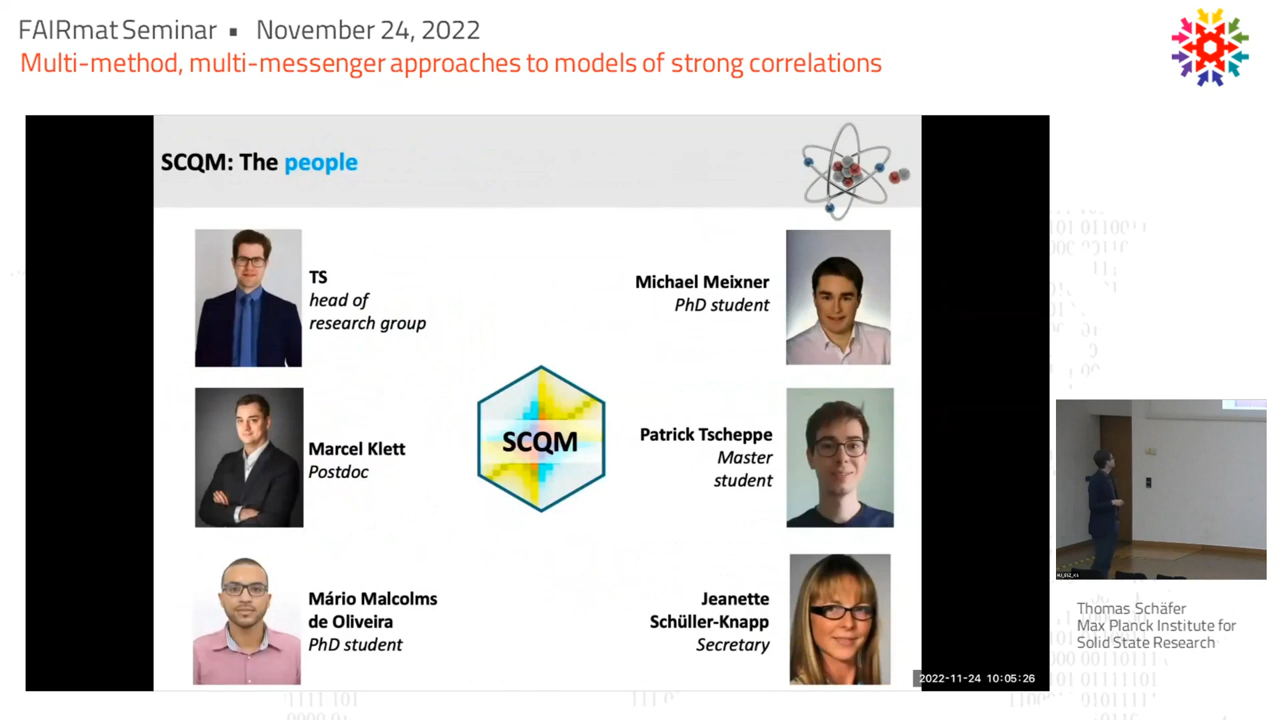 FAIRmat Seminar ▪ November 24, 2022
Multi-method, multi-messenger approaches to models of strong correlations
SCQM: The people
TS
head of
research group
Michael Meixner
PhD student
Marcel Klett
Postdoc
SCQM
Patrick Tscheppe
Master
student
Mário Malcolms
de Oliveira
PhD student
Jeanette
Schüller-Knapp
Secretary
2022-11-24 10:05:26
Thomas Schäfer
Max Planck Institute for
Solid State Research